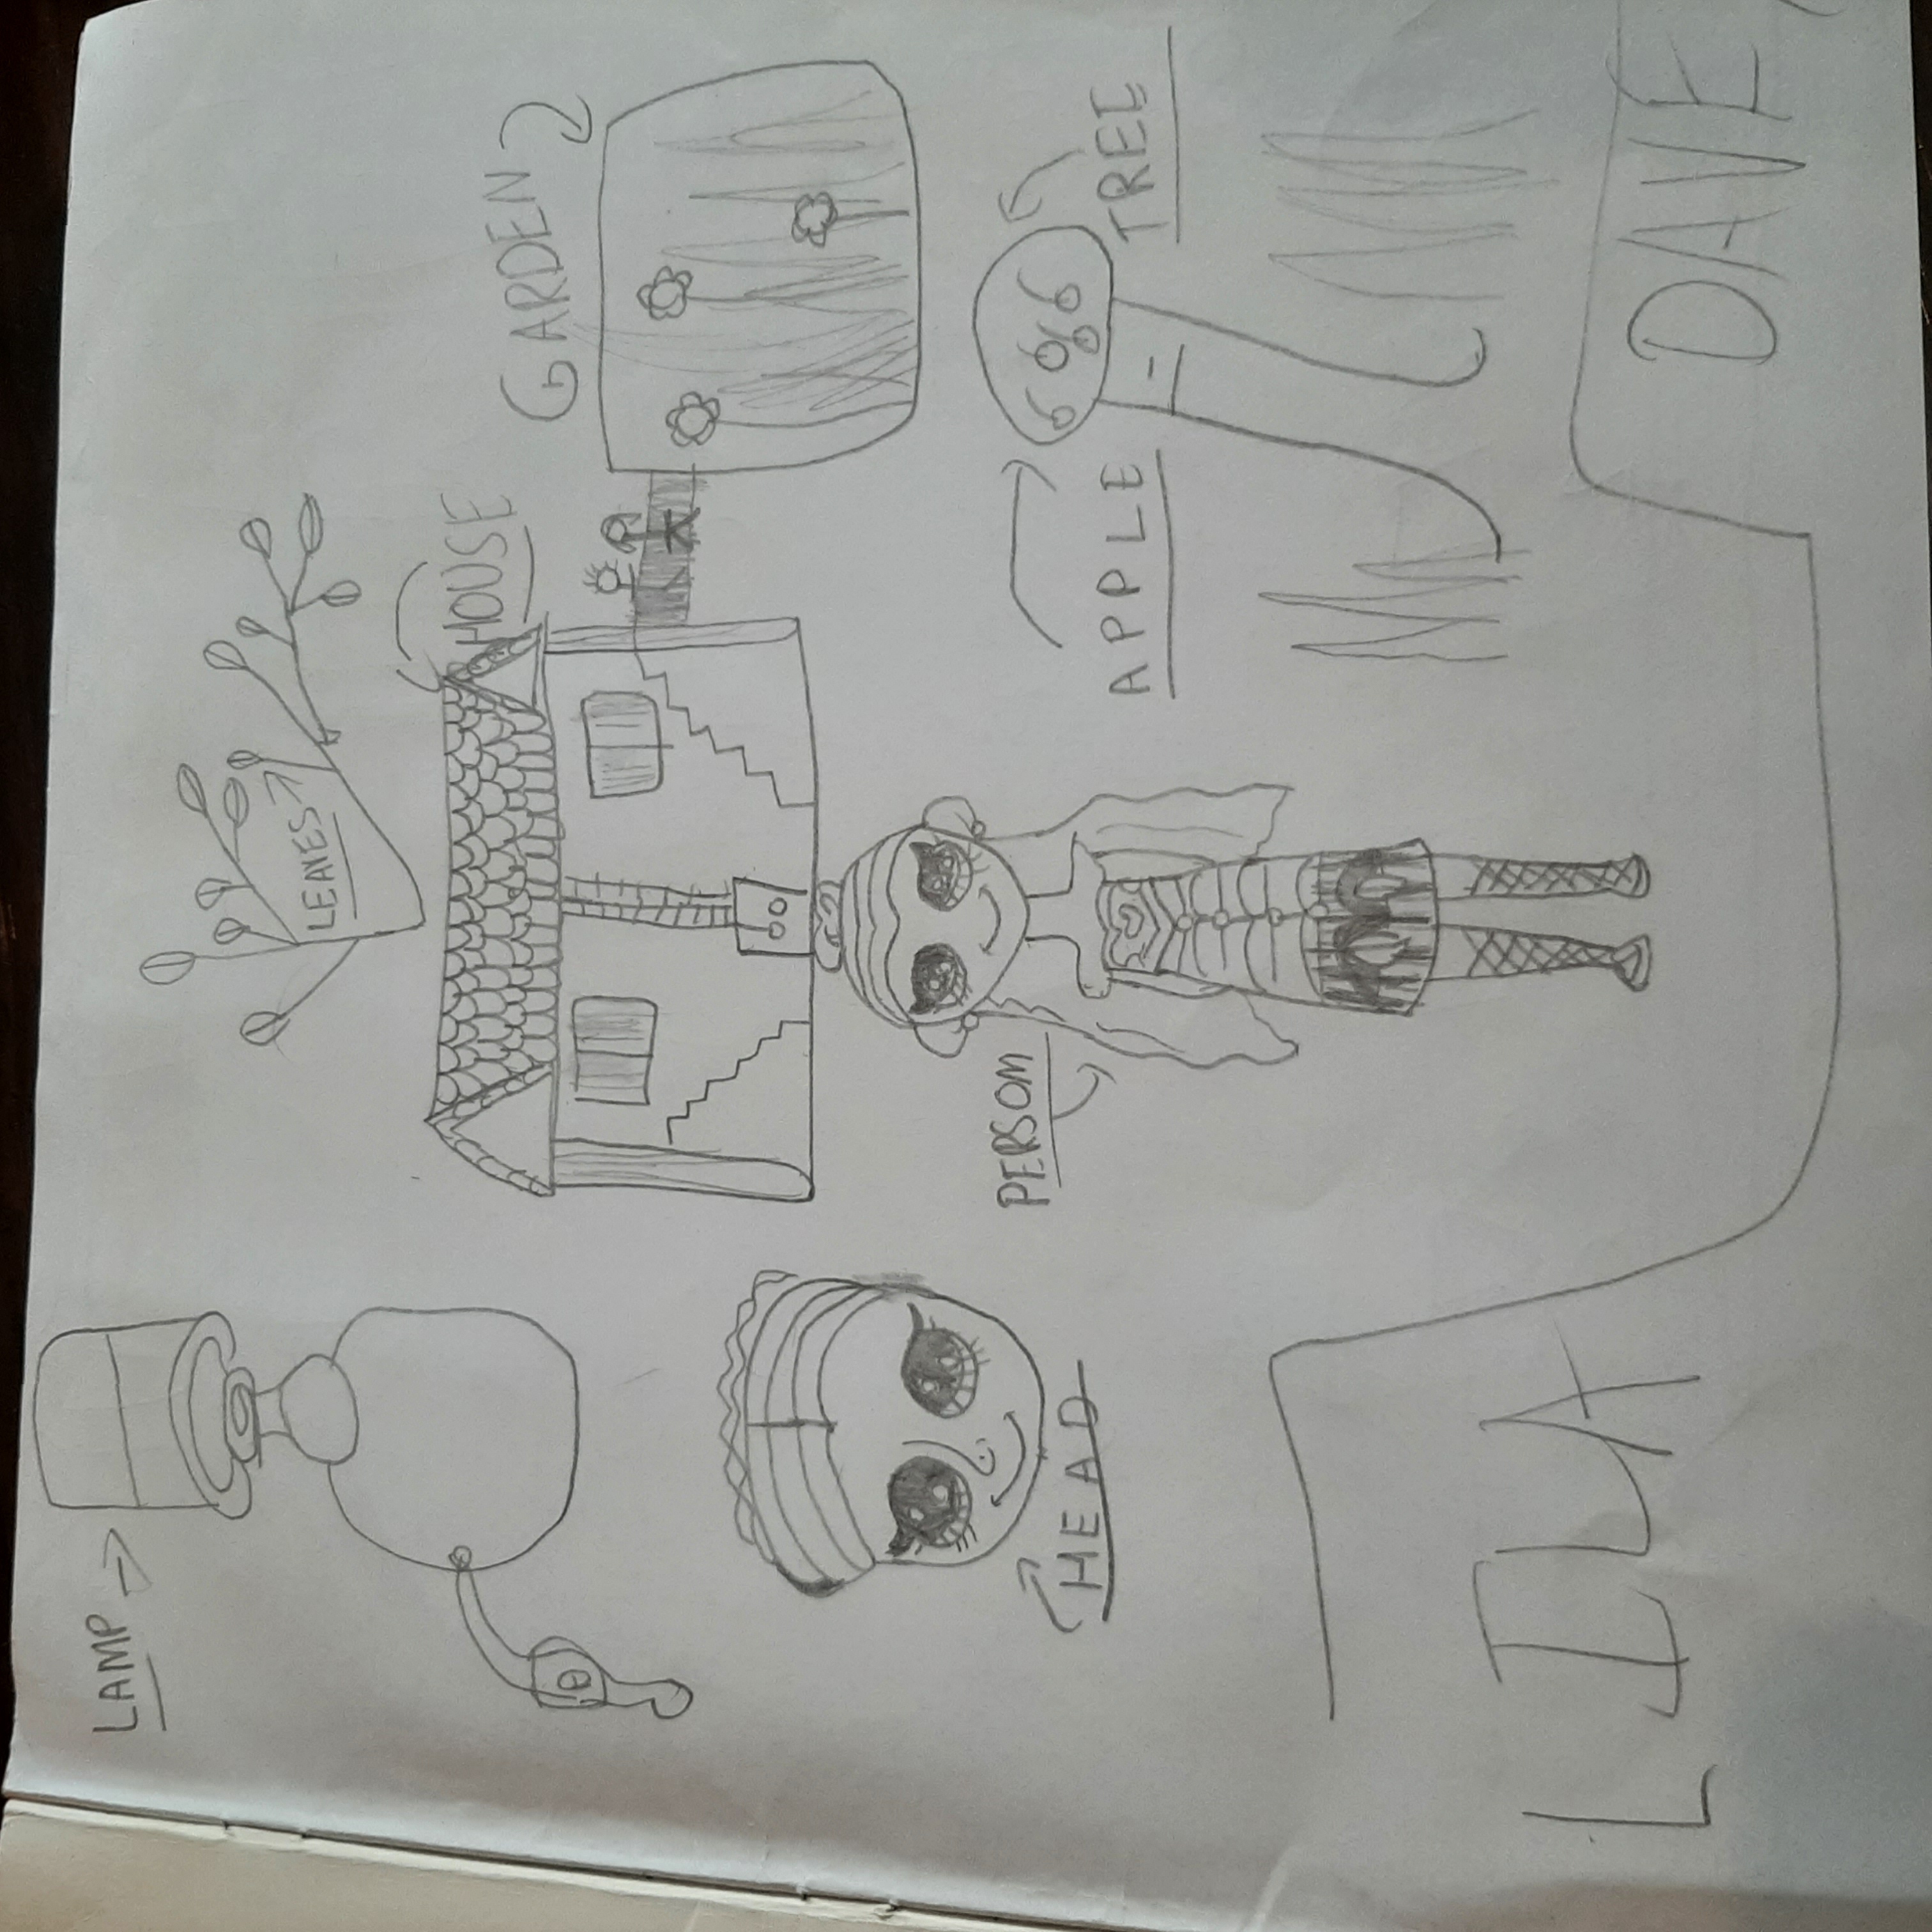 LAMP
LEAVES
HOUSE
GARDEN
PERSOM
HEAD
APPLE TREE
LILA
DAVE